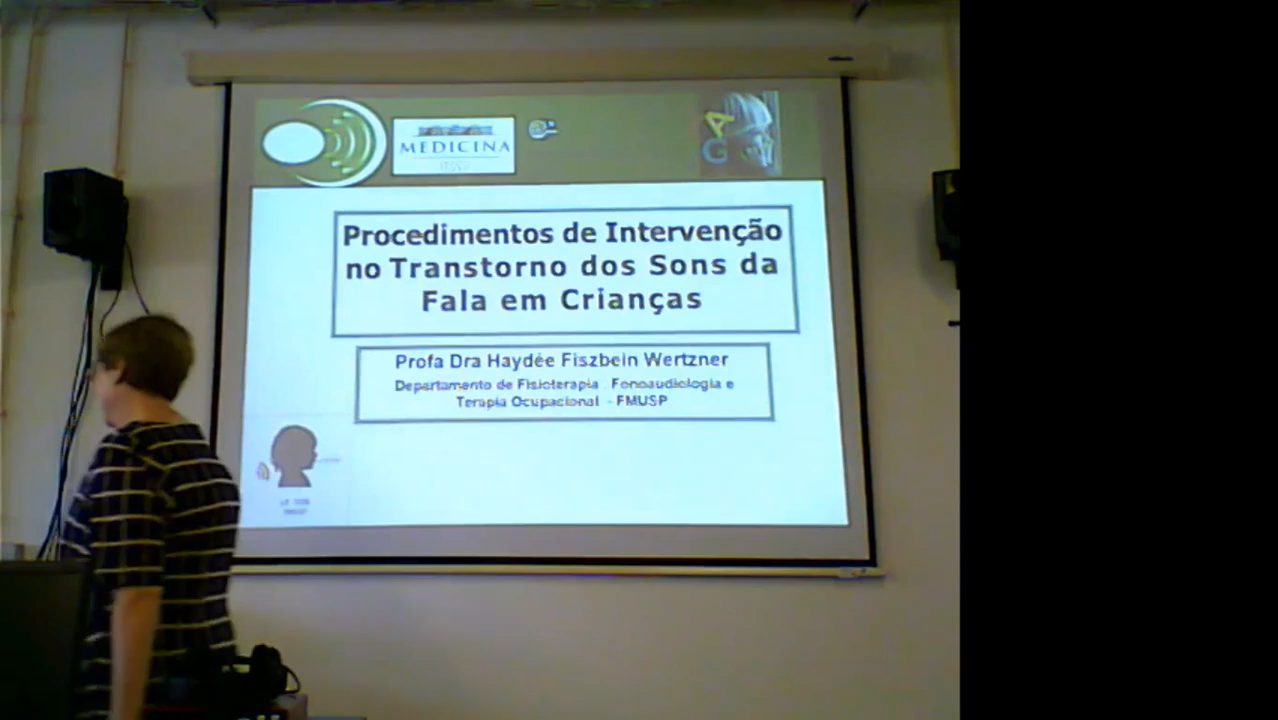 MEDICINA
USP
A
G
Procedimentos de Intervenção
no Transtorno dos Sons da
Fala em Crianças
Profa Dra Haydée Fiszbein Wertzner
Departamento de Fisioterapia , Fonoaudiologia e
Terapia Ocupacional - FMUSP